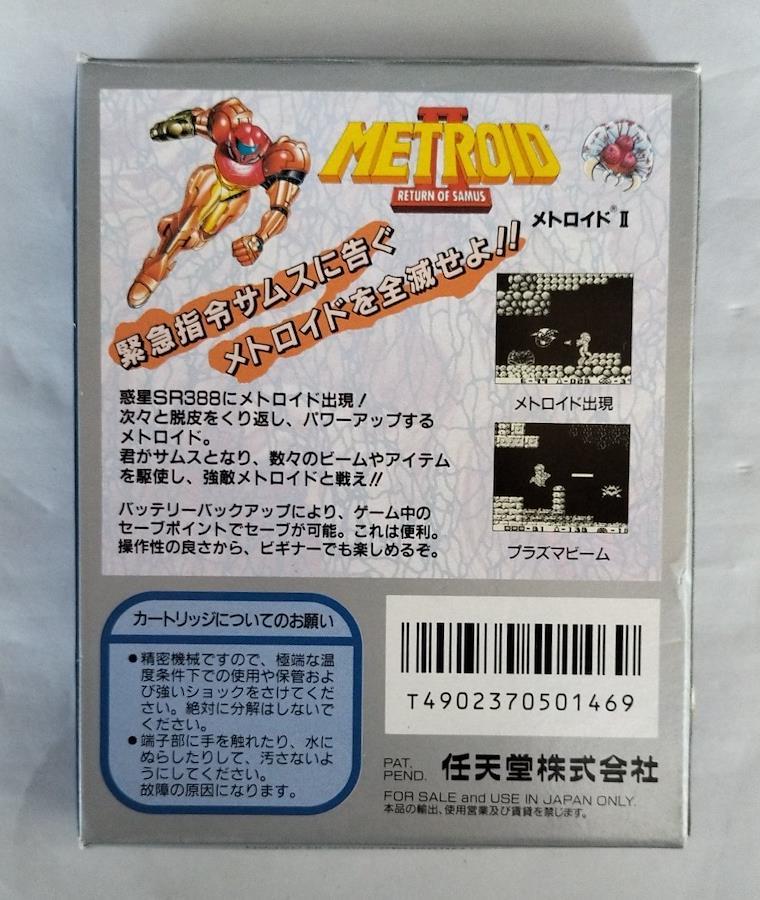 METROID II
RETURN OF SAMUS
メトロイド® II
緊急指令サムスに告ぐ
メトロイドを全滅せよ!!
惑星SR388にメトロイド出現!
次々と脱皮をくり返し、パワーアップする
メトロイド。
君がサムスとなり、数々のビームやアイテム
を駆使し、強敵メトロイドと戦え!!
バッテリーバックアップにより、ゲーム中の
セーブポイントでセーブが可能。これは便利。
操作性の良さから、ビギナーでも楽しめるぞ。
メトロイド出現
プラズマビーム
カートリッジについてのお願い
●精密機械ですので、極端な温
度条件下での使用や保管およ
び強いショックをさけてくだ
さい。絶対に分解はしないで
ください。
●端子部に手を触れたり、水に
ぬらしたりして、汚さないよ
うにしてください。
故障の原因になります。
T4902370501469
PAT.
PEND.
任天堂株式会社
FOR SALE and USE IN JAPAN ONLY.
本品の輸出、使用営業及び賃貸を禁じます。